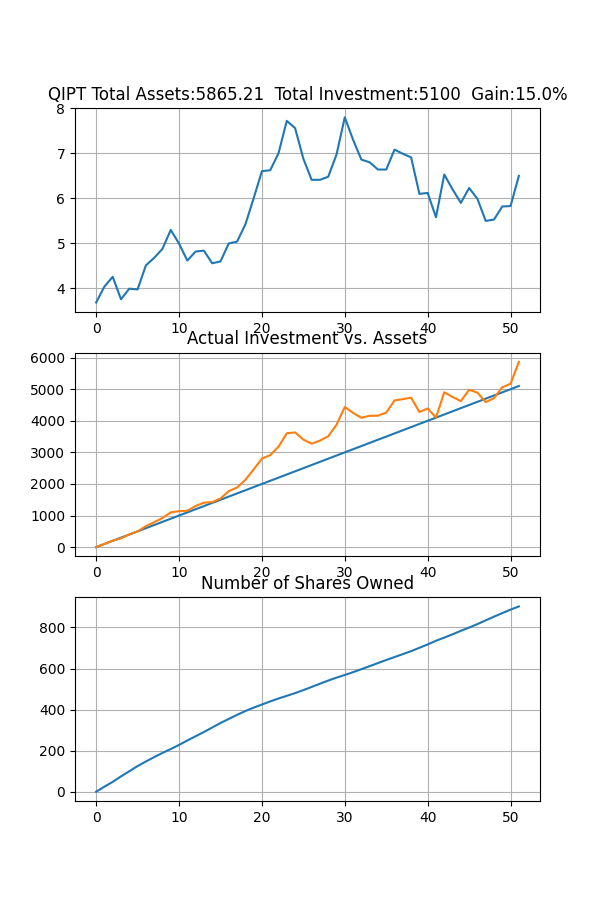 QIPT Total Assets:5865.21  Total Investment:5100  Gain:15.0%
8
7
6
5
4
0 10 20 30 40 50
Actual Investment vs. Assets
6000
5000
4000
3000
2000
1000
0
0 10 20 30 40 50
Number of Shares Owned
800
600
400
200
0
0 10 20 30 40 50